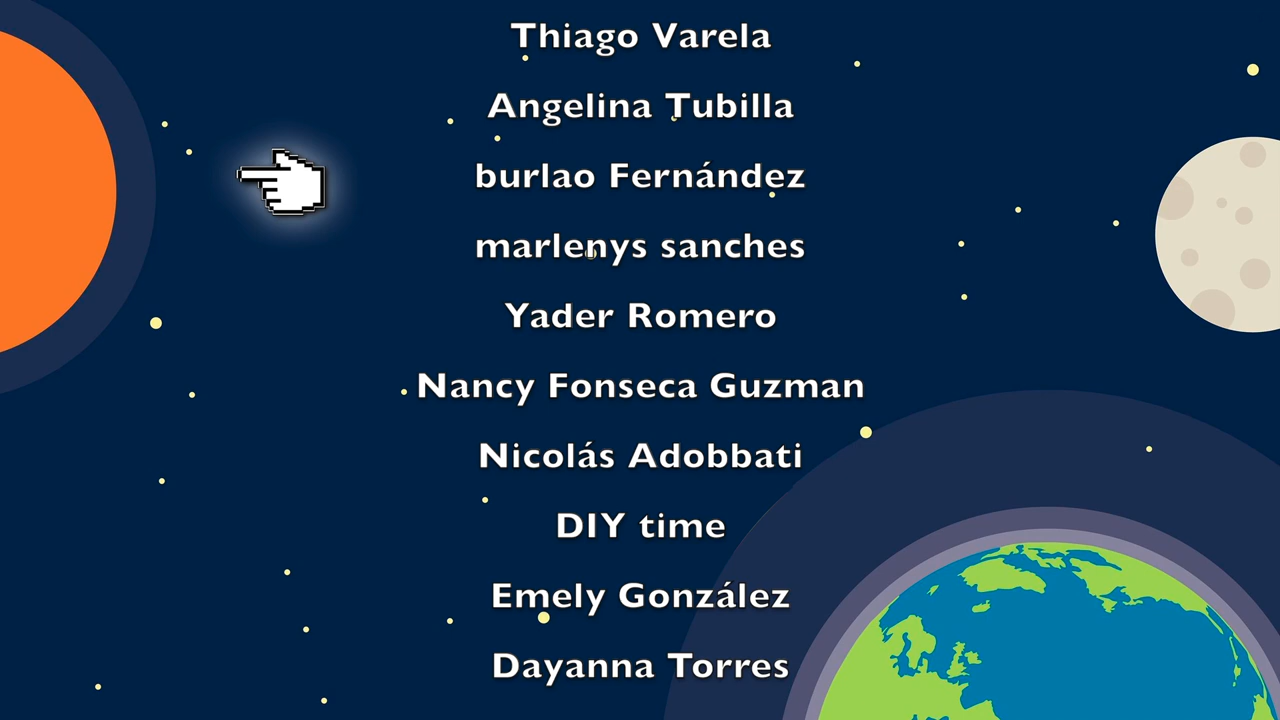 Thiago Varela
Angelina Tubilla
burlao Fernández
marlenys sanches
Yader Romero
Nancy Fonseca Guzman
Nicolás Adobbati
DIY time
Emely González
Dayanna Torres